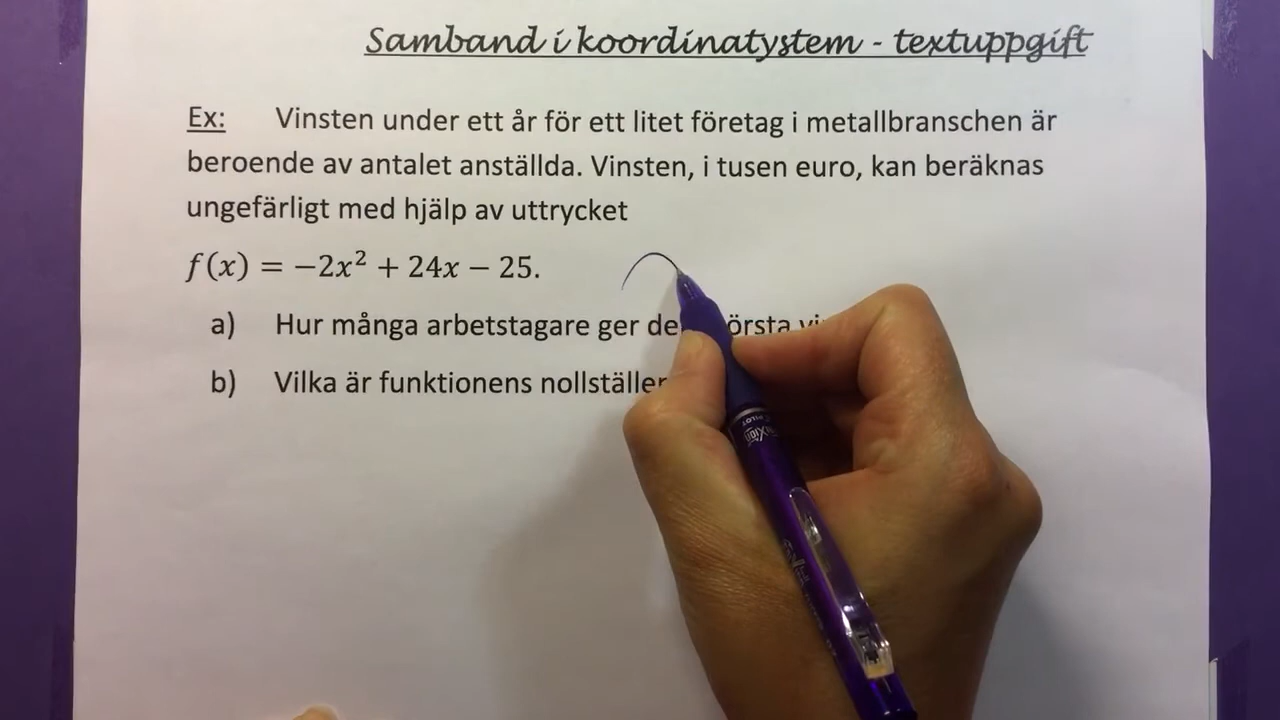 Samband i koordinatystem - textuppgift
Ex: Vinsten under ett år för ett litet företag i metallbranschen är
beroende av antalet anställda. Vinsten, i tusen euro, kan beräknas
ungefärligt med hjälp av uttrycket
f(x) = −2x² + 24x − 25.
a) Hur många arbetstagare ger
b) Vilka är funktionens
PILOT